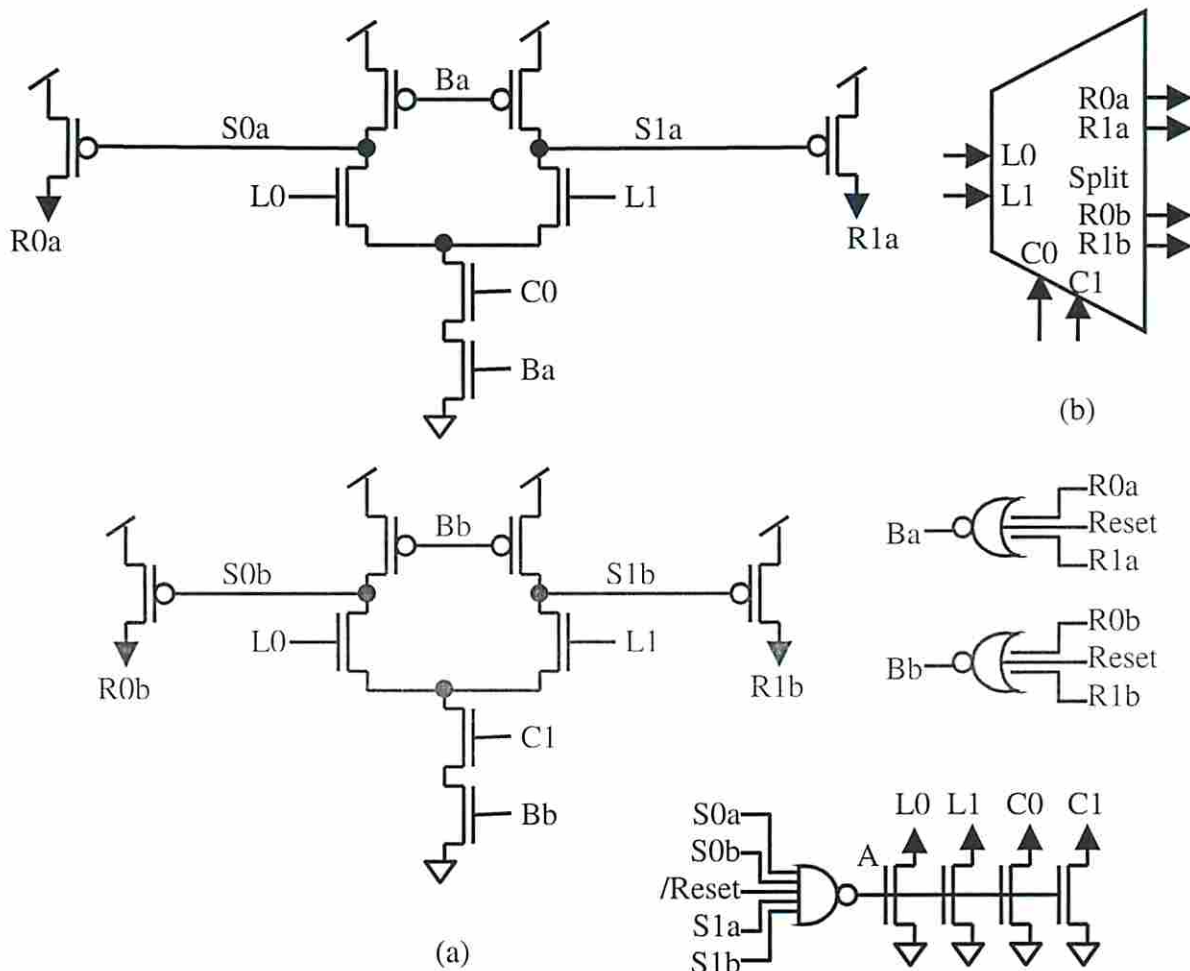 Ba
S0a
S1a
L0
L1
R0a
R1a
C0
Ba
R0a
R1a
L0
Split
L1
R0b
R1b
C0
C1
(b)
Bb
S0b
S1b
L0
L1
R0b
R1b
C1
Bb
R0a
Ba
Reset
R1a
R0b
Bb
Reset
R1b
S0a
S0b
/Reset
S1a
S1b
A
L0 L1 C0 C1
(a)